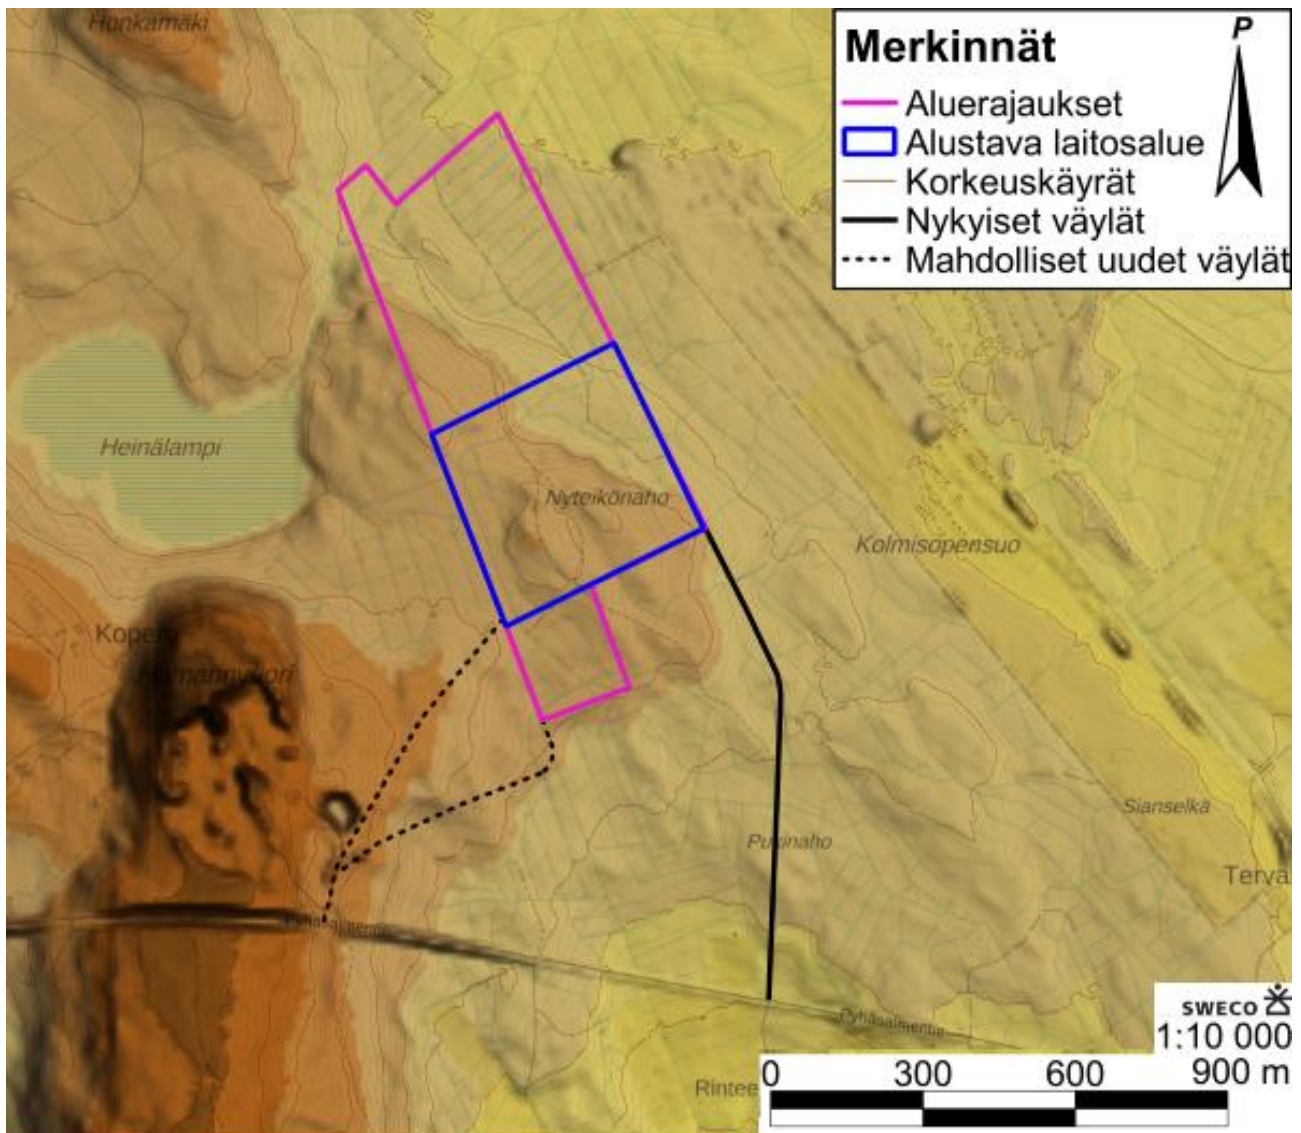 Honkamäki
Merkinnät
P
Aluerajaukset
Alustava laitosalue
Korkeuskäyrät
Nykyiset väylät
Mahdolliset uudet väylät
Heinälampi
Nyteikönaho
Kolmisopensuo
Sianselkä
Terva
Pyhäsalmentie
SWECO
1:10 000
0 300 600 900 m
Rintee